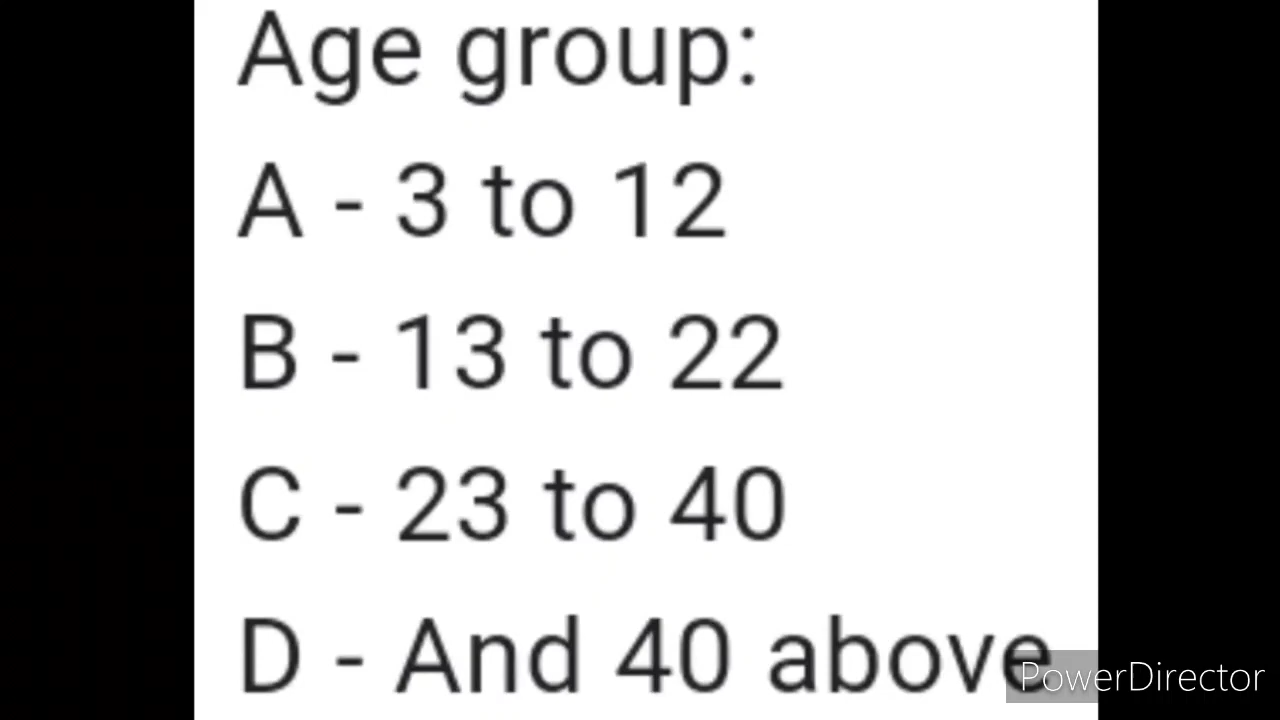 Age group:
A - 3 to 12
B - 13 to 22
C - 23 to 40
D - And 40 above
PowerDirector